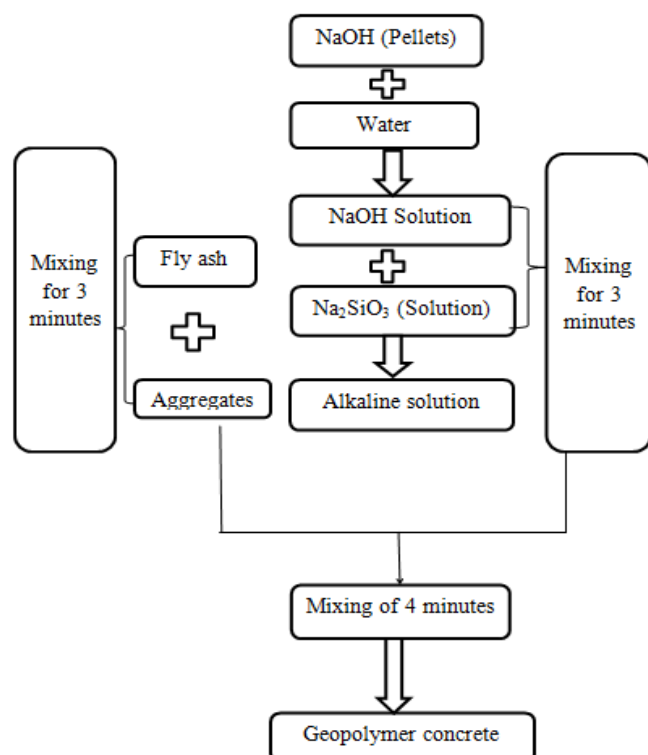 NaOH (Pellets)
Water
NaOH Solution
Na₂SiO₃ (Solution)
Alkaline solution
Mixing
for 3
minutes
Fly ash
Aggregates
Mixing
for 3
minutes
Mixing of 4 minutes
Geopolymer concrete